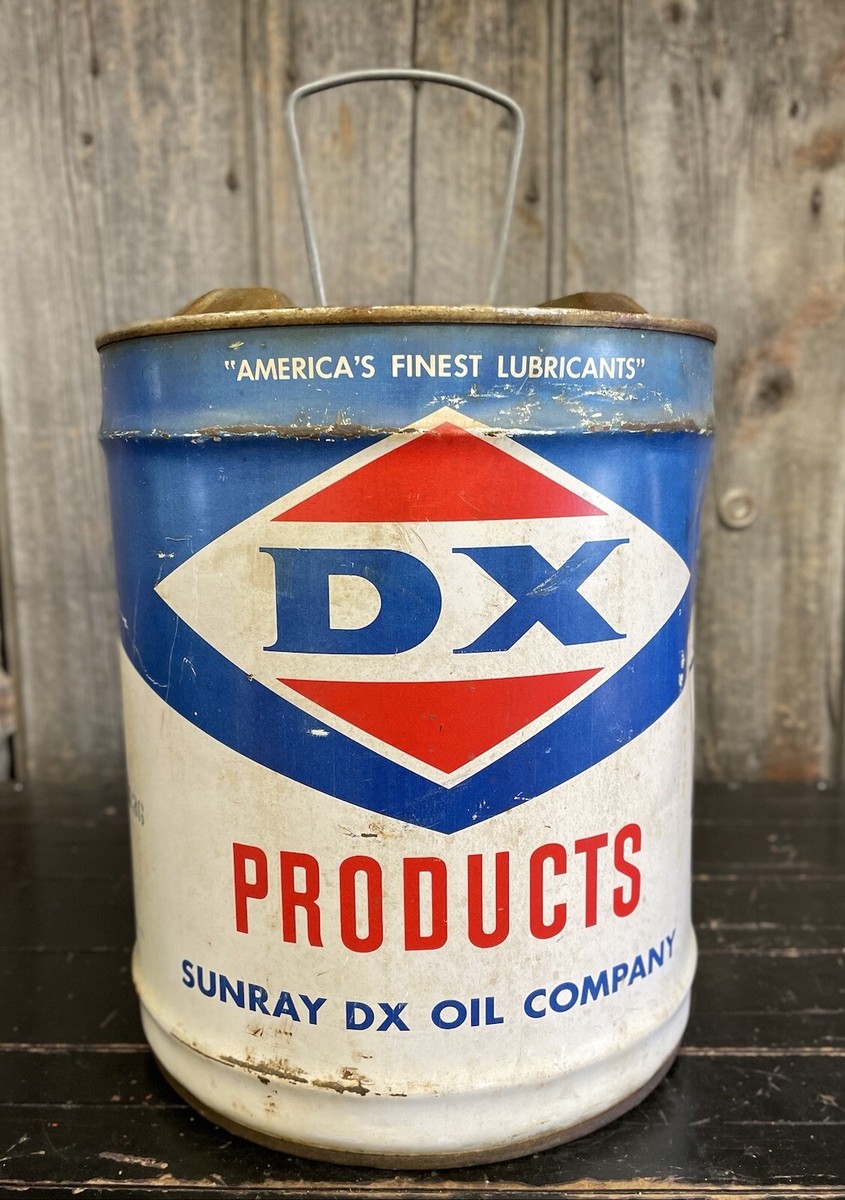 "AMERICA'S FINEST LUBRICANTS"
DX
PRODUCTS
SUNRAY DX OIL COMPANY